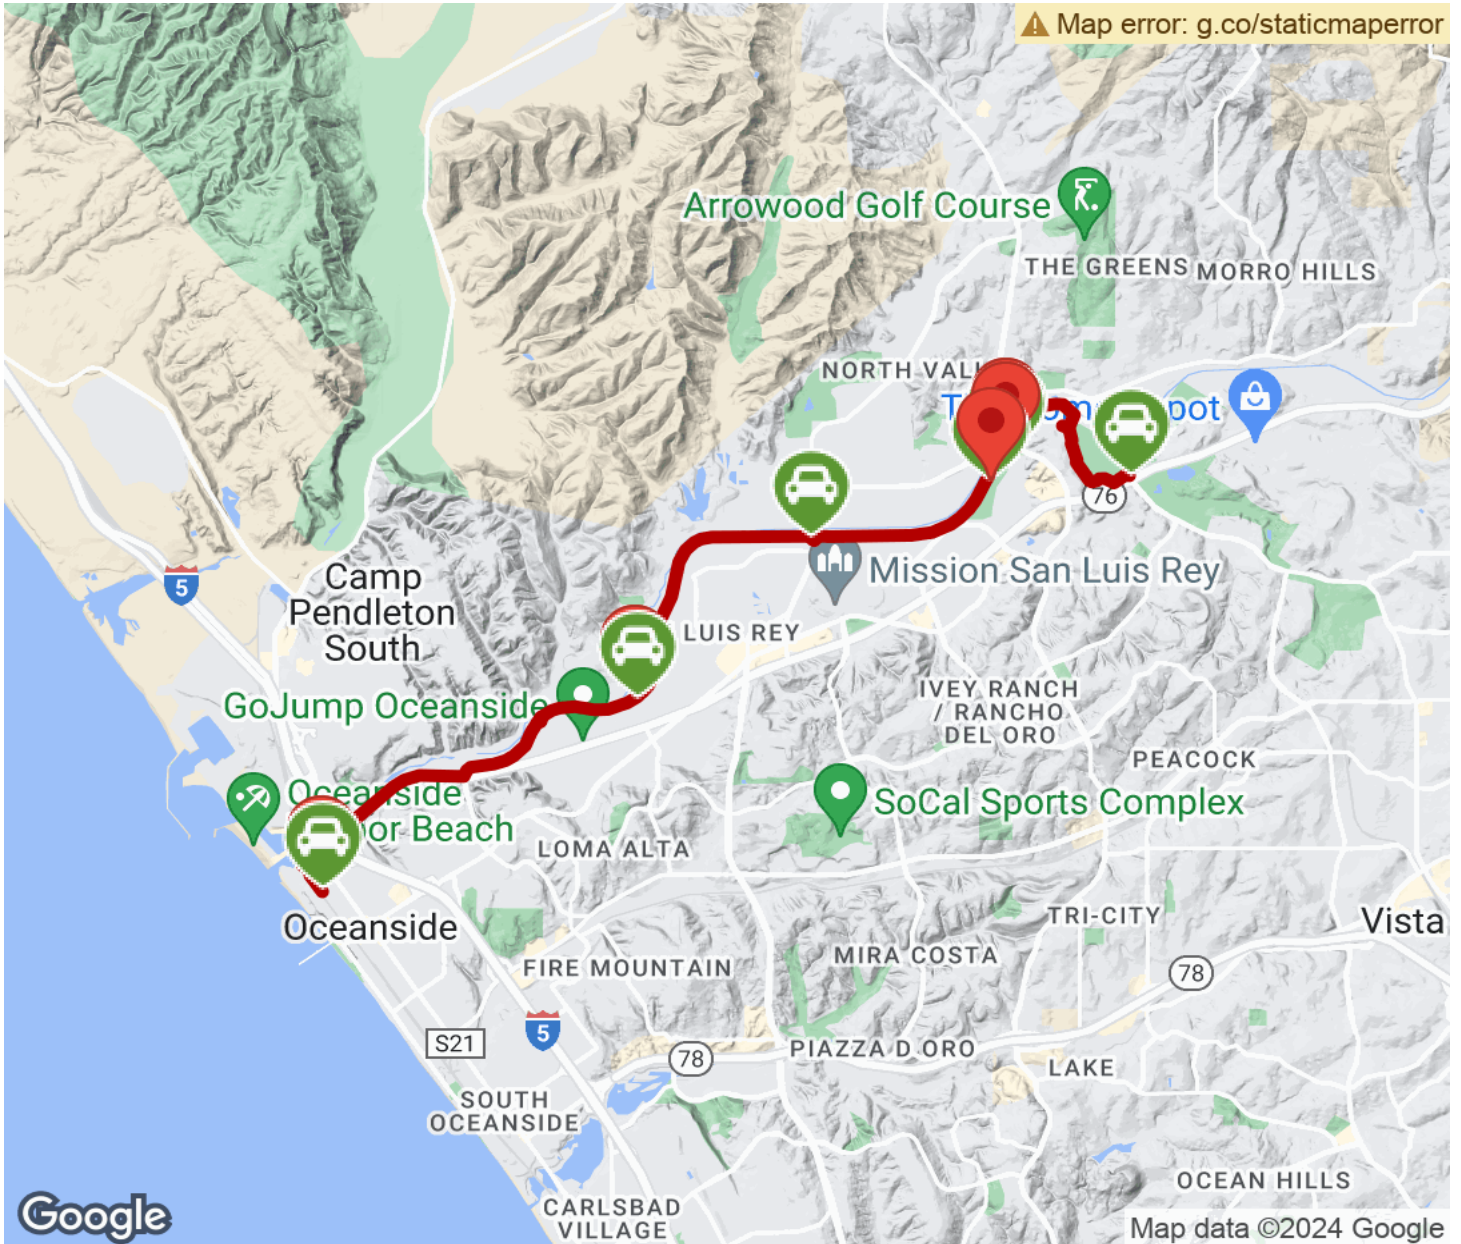 Map error: g.co/staticmaperror
Arrowood Golf Course
THE GREENS
MORRO HILLS
NORTH
76
Mission San Luis Rey
5
Camp
Pendleton
South
LUIS REY
GoJump Oceanside
IVEY RANCH
/ RANCHO
DEL ORO
PEACOCK
Oceanside
Beach
SoCal Sports Complex
LOMA ALTA
Oceanside
TRI-CITY
Vista
MIRA COSTA
FIRE MOUNTAIN
78
5
S21
78
PIAZZA D ORO
LAKE
SOUTH
OCEANSIDE
OCEAN HILLS
CARLSBAD
VILLAGE
Google
Map data ©2024 Google